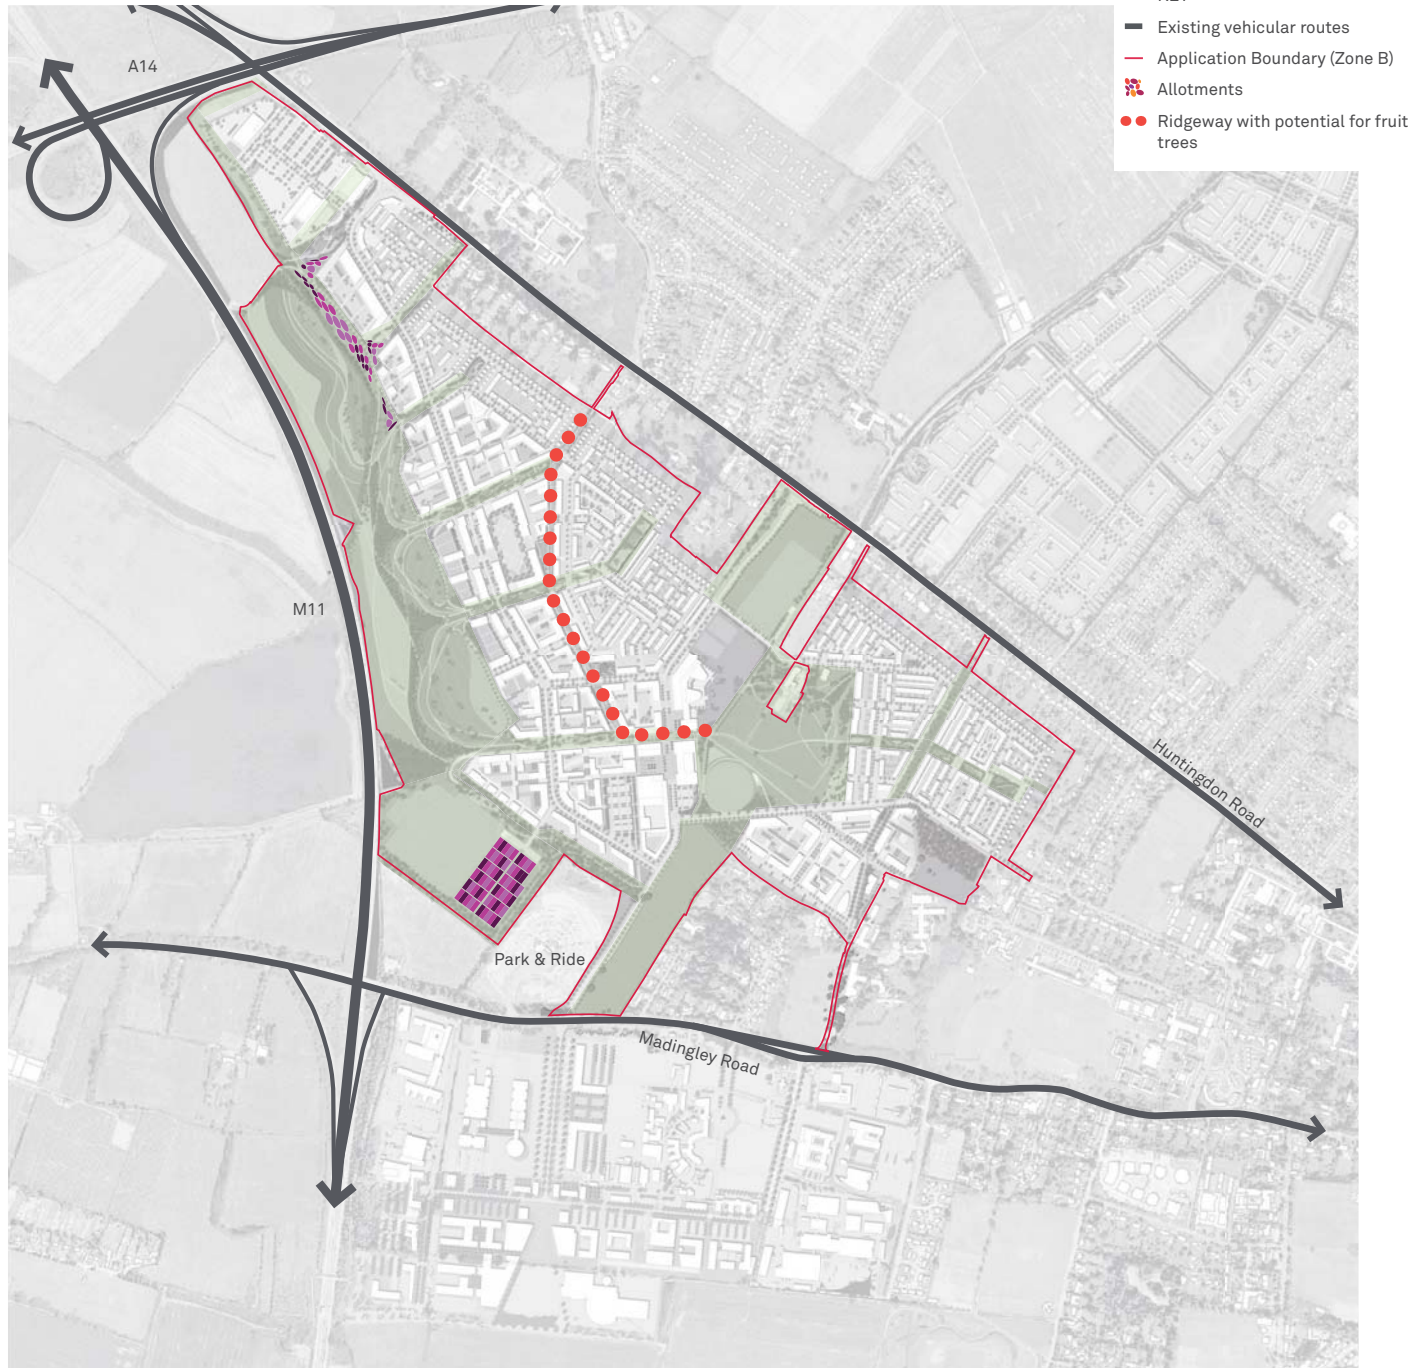 Existing vehicular routes
Application Boundary (Zone B)
Allotments
Ridgeway with potential for fruit
trees
A14
M11
Huntingdon Road
Park & Ride
Madingley Road